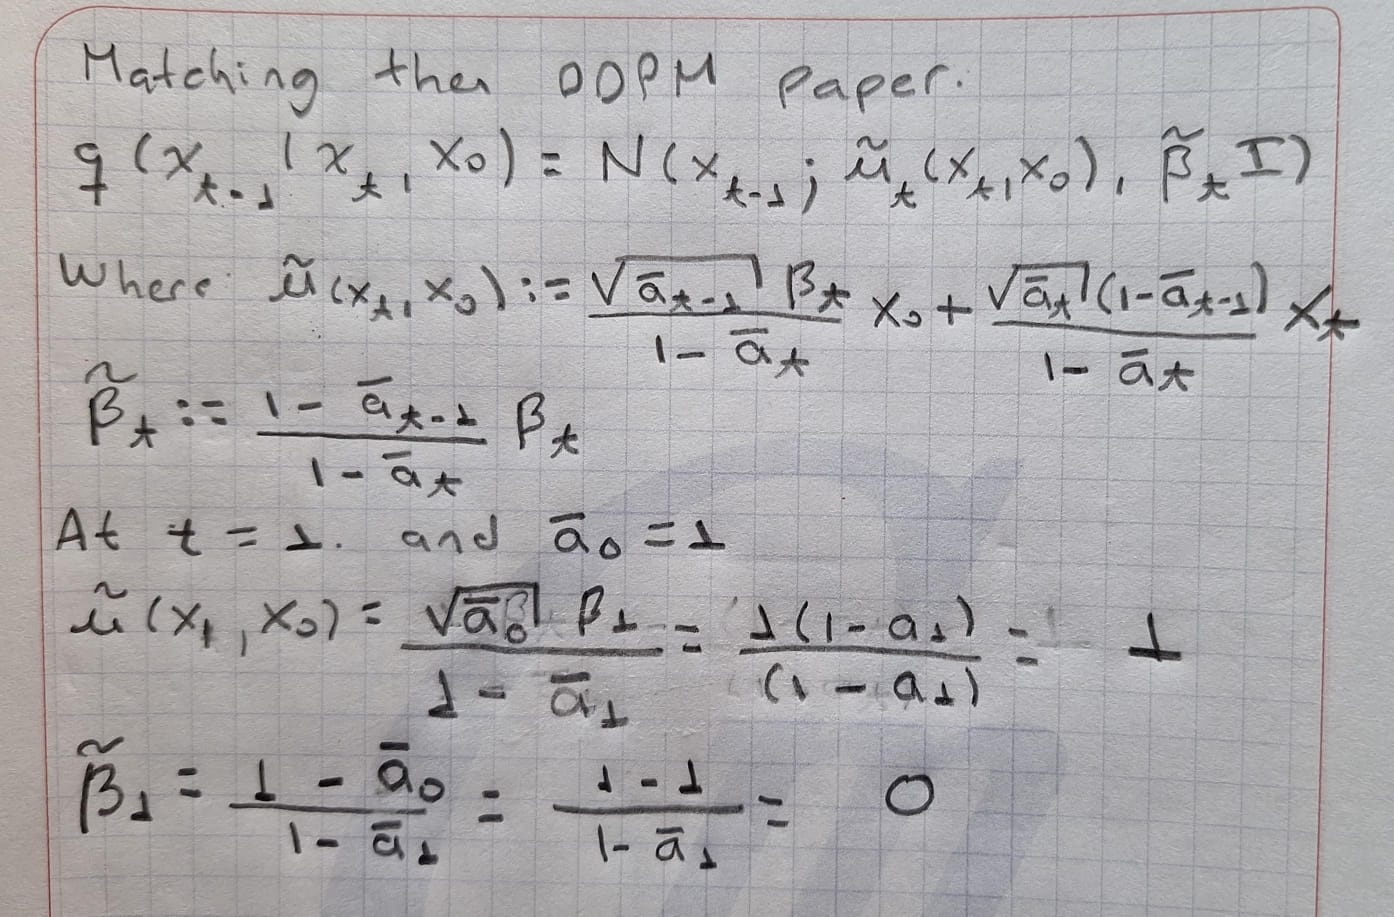 Matching then DDPM paper.
q(x_{t-1} | x_t, x_0) = N(x_{t-1}; μ̃_t(x_t, x_0), β̃_t I)
Where: μ̃(x_t, x_0) := (√(ā_{t-1}) β_t)/(1 - ā_t) x_0 + (√(ā_t) (1 - ā_{t-1}))/(1 - ā_t) x_t
β̃_t := (1 - ā_{t-1})/(1 - ā_t) β_t
At t = 1. and ā_0 = 1
μ̃(x_1, x_0) = (√(ā_0) β_1)/(1 - ā_1) = (1(1 - a_1))/((1 - a_1)) = 1
β̃_1 = (1 - ā_0)/(1 - ā_1) = (1 - 1)/(1 - ā_1) = 0